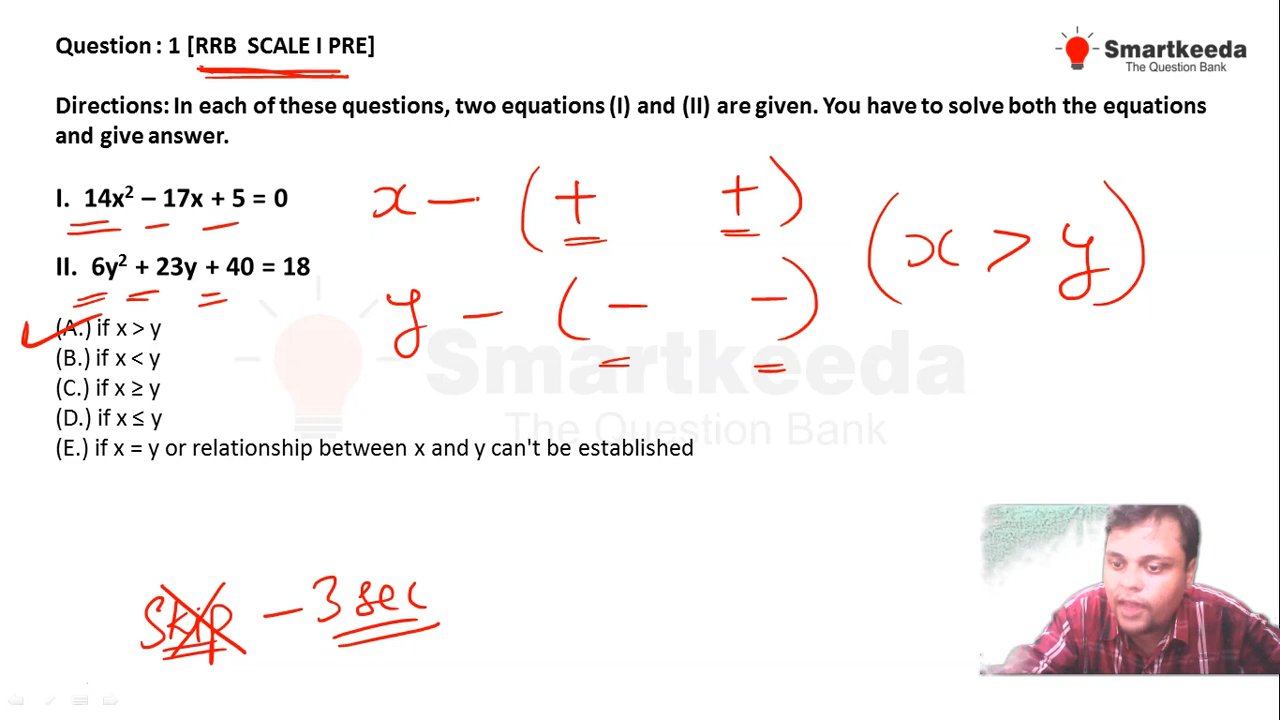 Question : 1 [RRB SCALE I PRE]
Smartkeeda
The Question Bank
Directions: In each of these questions, two equations (I) and (II) are given. You have to solve both the equations
and give answer.
I. 14x² – 17x + 5 = 0
x – ( + + )
(x > y)
II. 6y² + 23y + 40 = 18
y – ( – – )
(A.) if x > y
(B.) if x < y
(C.) if x ≥ y
(D.) if x ≤ y
(E.) if x = y or relationship between x and y can't be established
Smartkeeda
The Question Bank
Skip – 3 sec